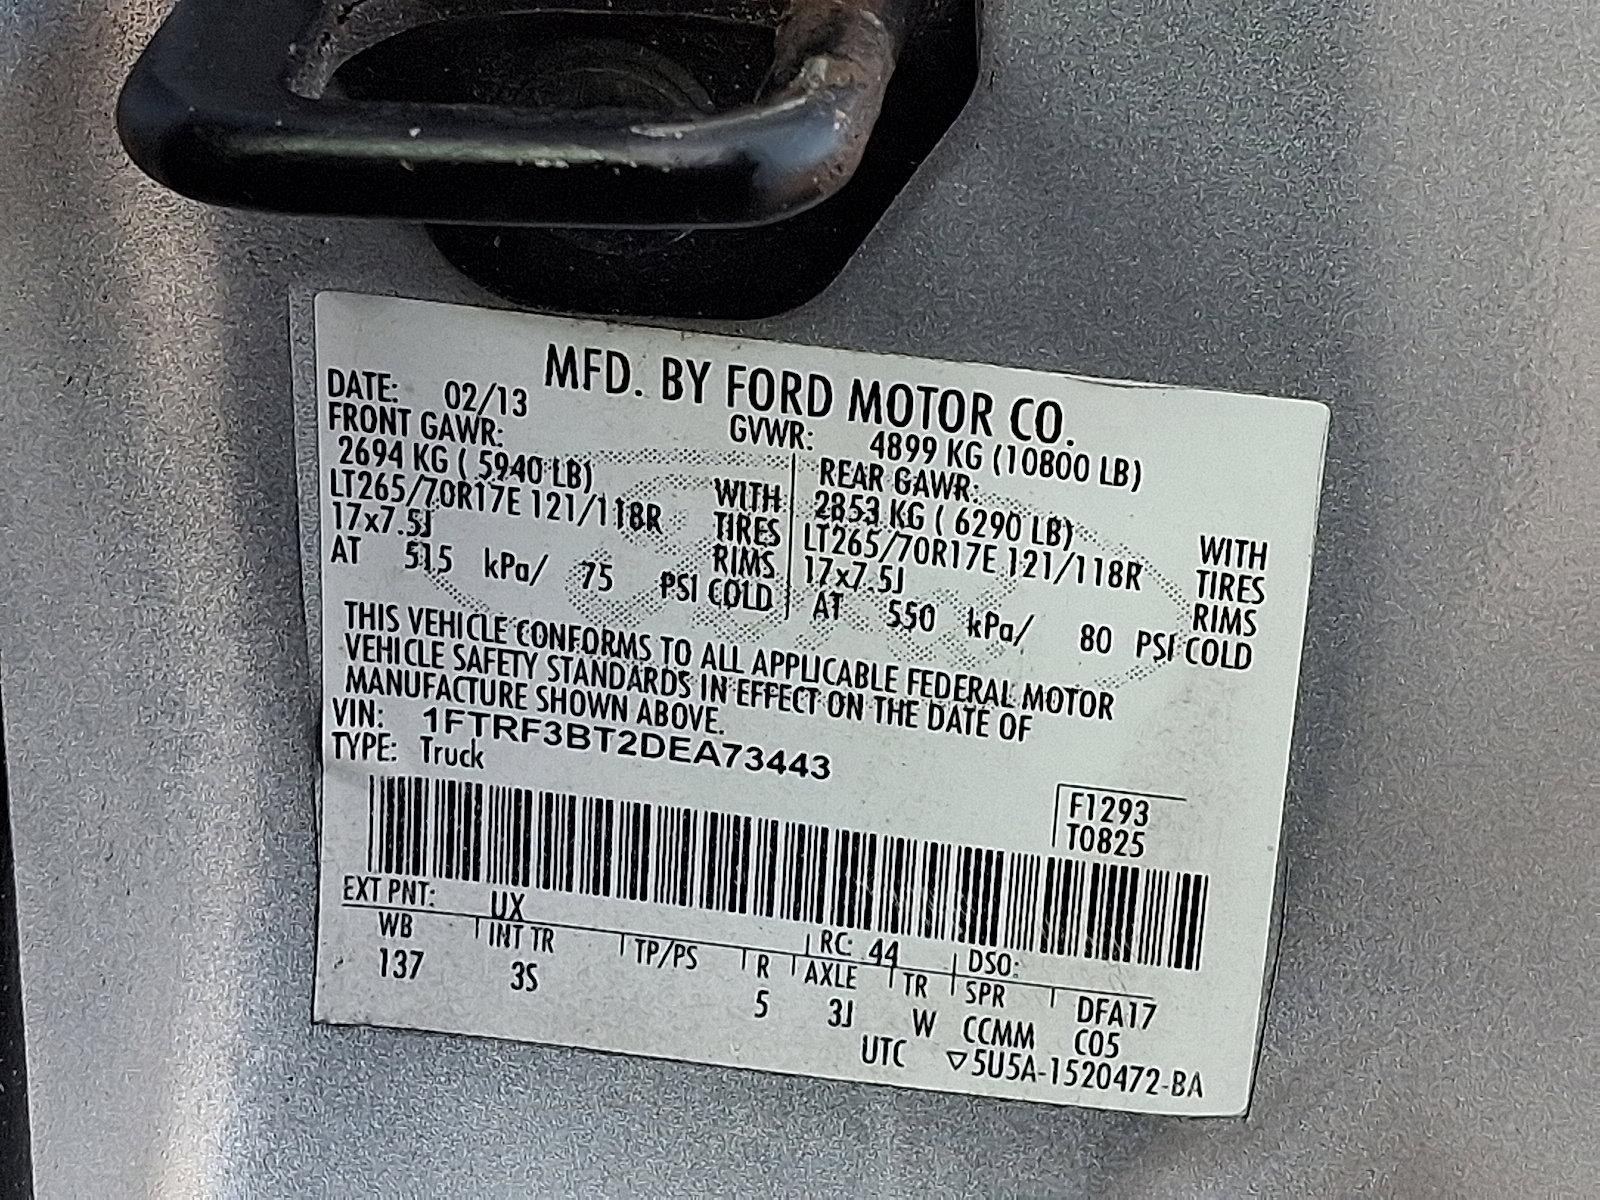 MFD. BY FORD MOTOR CO.
DATE: 02/13 GVWR: 4899 KG (10800 LB)
FRONT GAWR: REAR GAWR:
2694 KG ( 5940 LB) WITH 2853 KG ( 6290 LB) WITH
LT265/70R17E 121/118R TIRES LT265/70R17E 121/118R TIRES
17x7.5J RIMS 17x7.5J RIMS
AT 515 kPa/ 75 PSI COLD AT 550 kPa/ 80 PSI COLD
THIS VEHICLE CONFORMS TO ALL APPLICABLE FEDERAL MOTOR
VEHICLE SAFETY STANDARDS IN EFFECT ON THE DATE OF
MANUFACTURE SHOWN ABOVE.
VIN: 1FTRF3BT2DEA73443
TYPE: Truck
F1293
T0825
EXT PNT: UX RC: 44 DSO:
WB INT TR TP/PS R AXLE TR SPR DFA17
137 3S 5 3J W CCMM C05
UTC ▽5U5A-1520472-BA